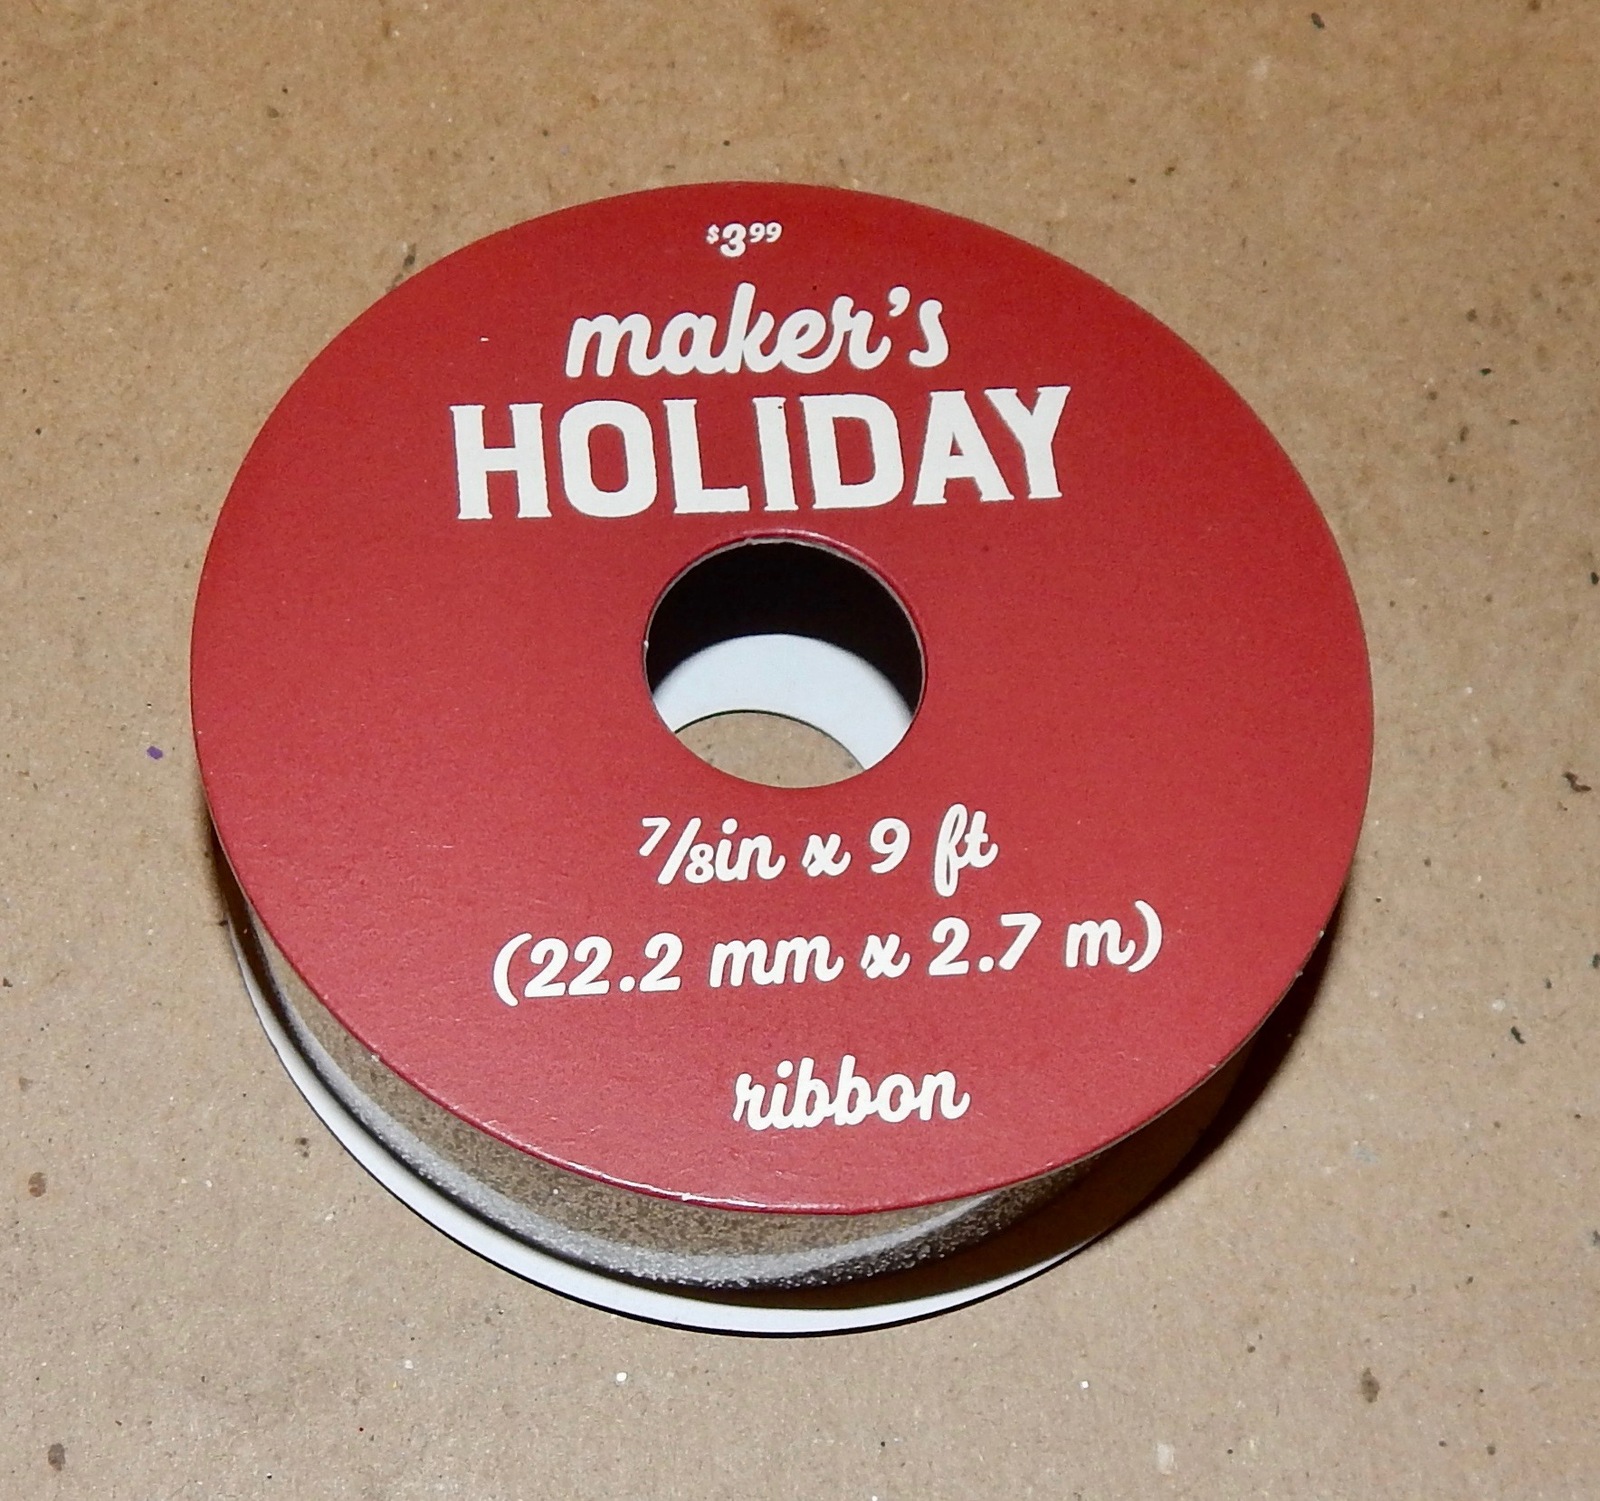 $3.99
maker's
HOLIDAY
7/8in x 9 ft
(22.2 mm x 2.7 m)
ribbon